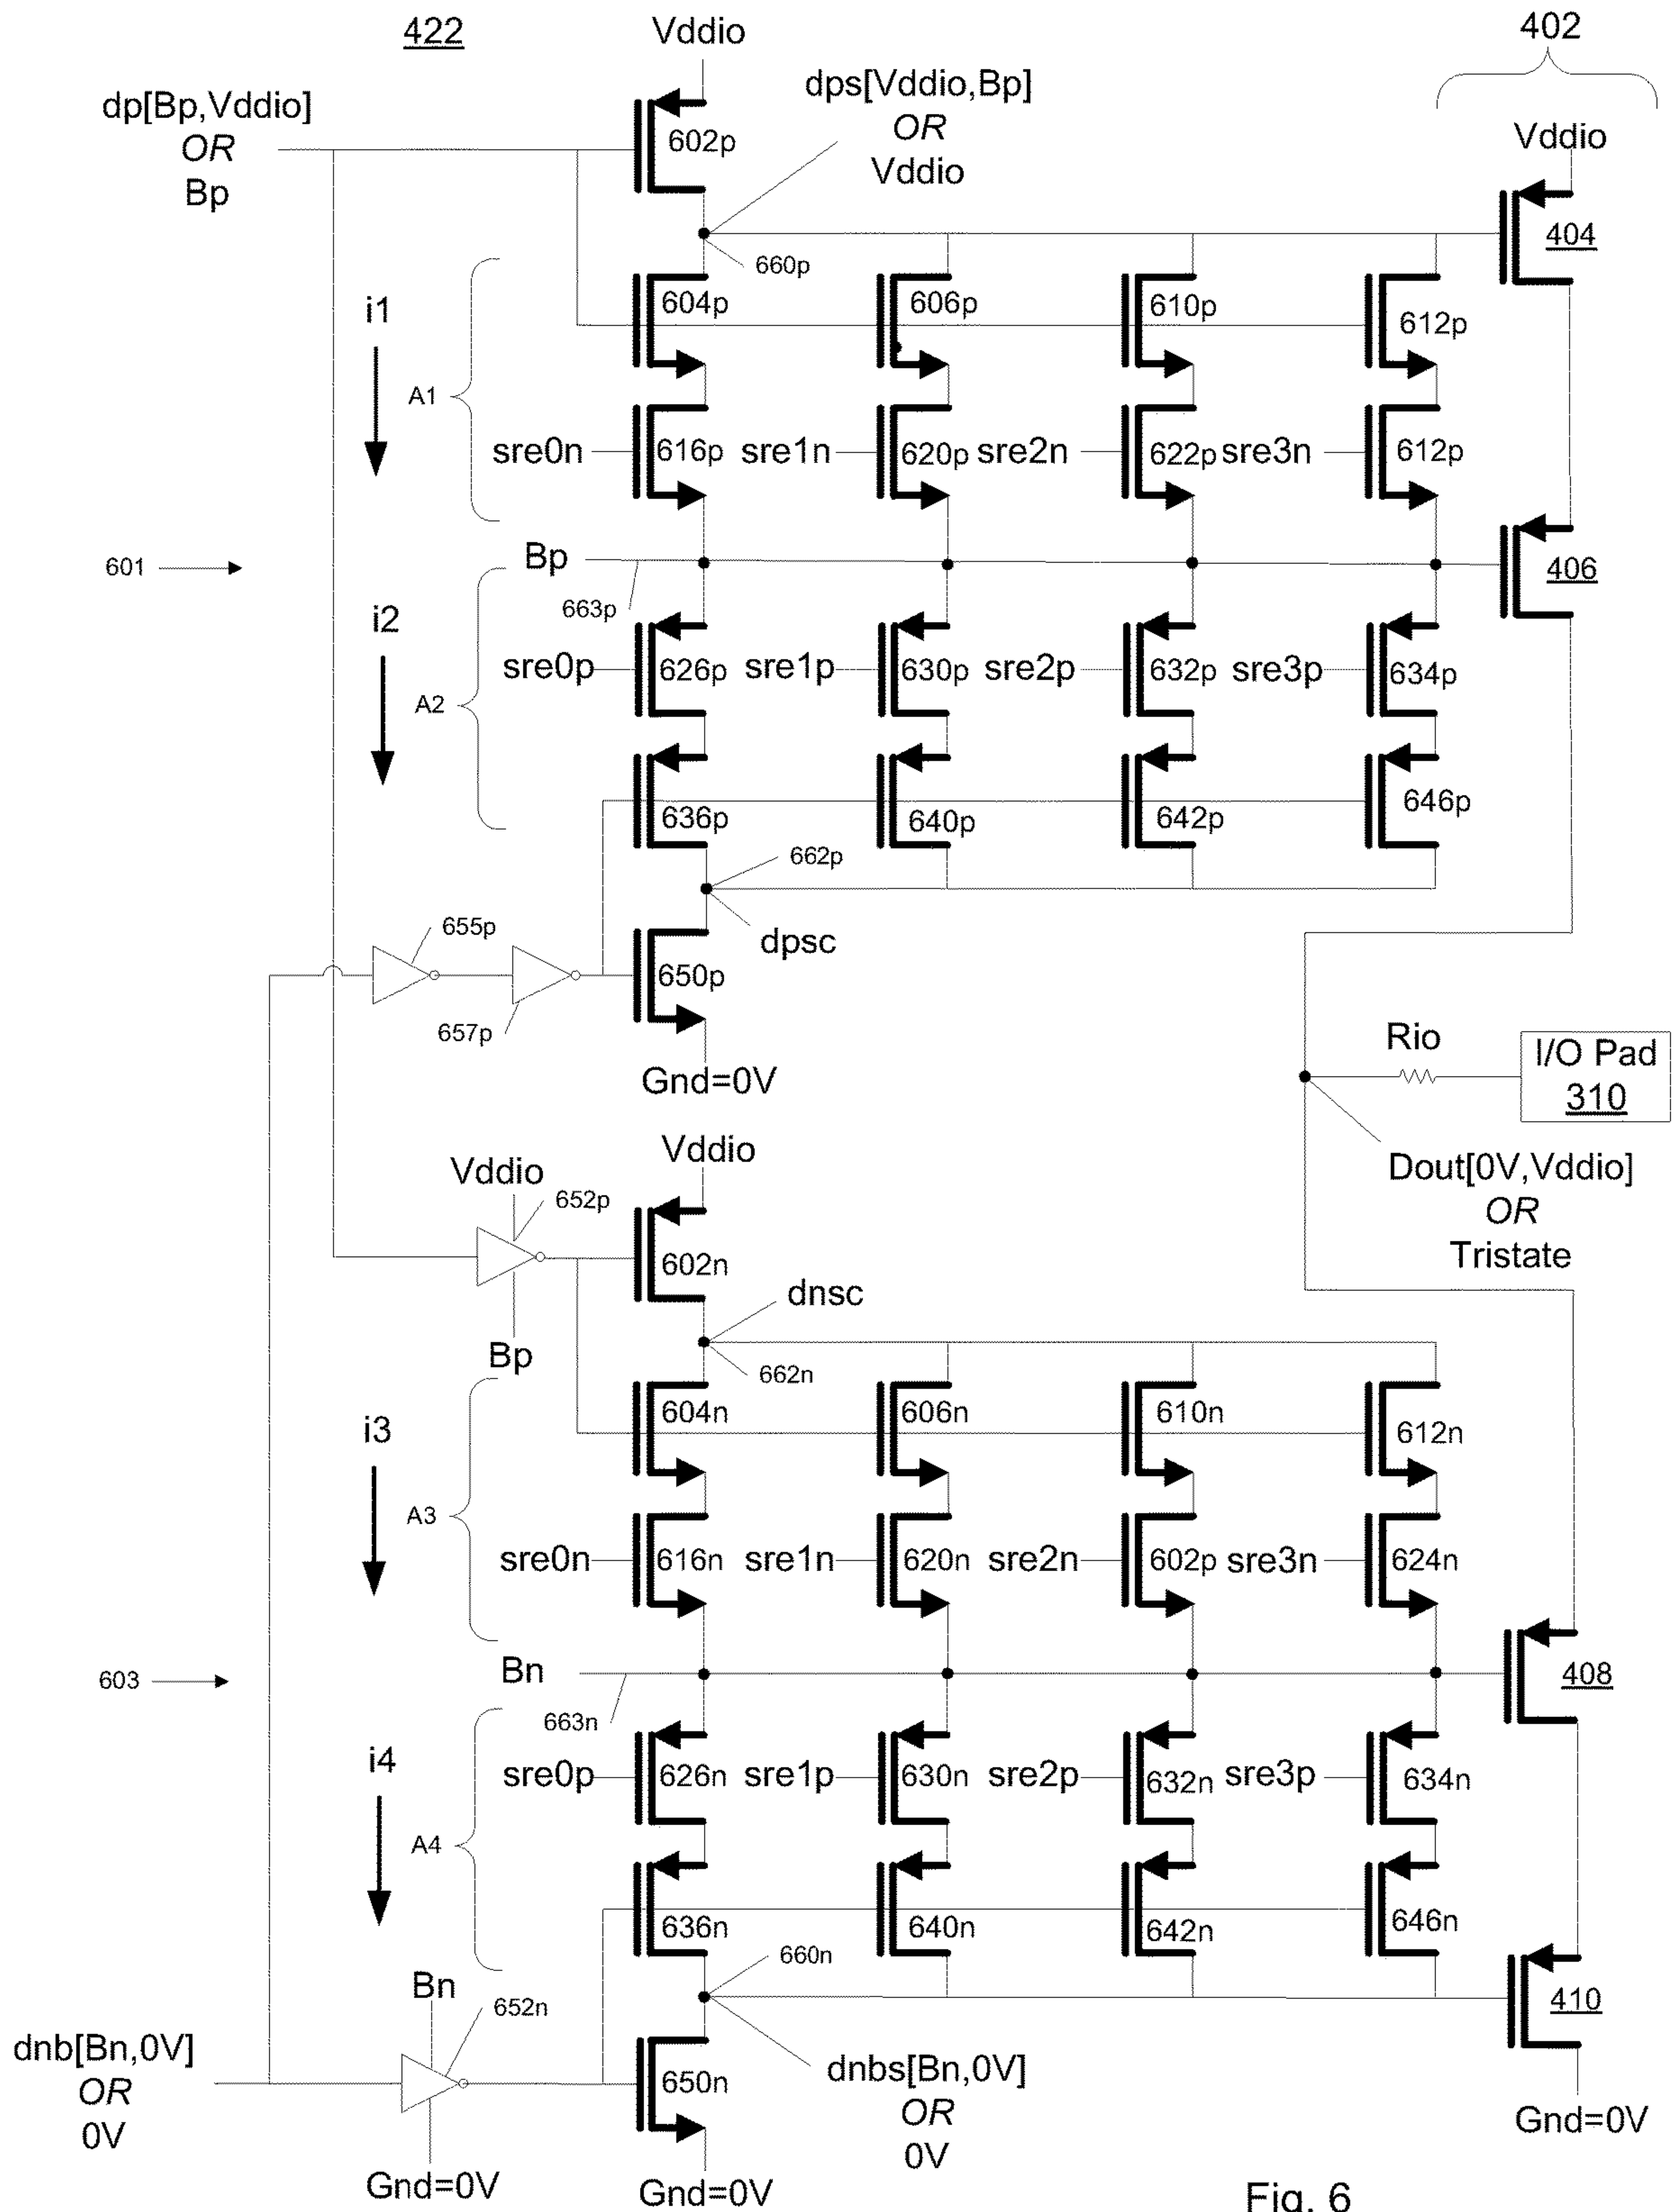 422
Vddio
402
dp[Bp,Vddio]
OR
Bp
dps[Vddio,Bp]
OR
Vddio
Vddio
602p
404
660p
604p
606p
610p
612p
i1
A1
sre0n
616p
sre1n
620p
sre2n
622p
sre3n
612p
601
Bp
663p
406
i2
A2
sre0p
626p
sre1p
630p
sre2p
632p
sre3p
634p
636p
640p
642p
646p
662p
dpsc
655p
657p
650p
Gnd=0V
Rio
I/O Pad
310
Dout[0V,Vddio]
OR
Tristate
Vddio
Vddio
652p
602n
Bp
dnsc
662n
604n
606n
610n
612n
i3
A3
sre0n
616n
sre1n
620n
sre2n
602p
sre3n
624n
603
Bn
663n
408
i4
A4
sre0p
626n
sre1p
630n
sre2p
632n
sre3p
634n
636n
640n
642n
646n
660n
410
Bn
652n
dnb[Bn,0V]
OR
0V
650n
dnbs[Bn,0V]
OR
0V
Gnd=0V
Gnd=0V
Gnd=0V
Fig. 6